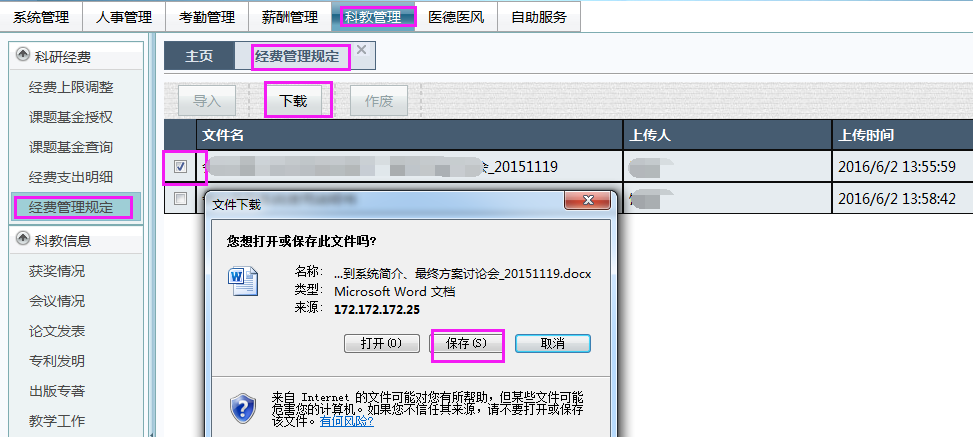 系统管理 人事管理 考勤管理 薪酬管理 科教管理 医德医风 自助服务
科研经费
经费上限调整
课题基金授权
课题基金查询
经费支出明细
经费管理规定
科教信息
获奖情况
会议情况
论文发表
专利发明
出版专著
教学工作
主页 经费管理规定
导入 下载 作废
文件名 上传人 上传时间
会_20151119 2016/6/2 13:55:59
2016/6/2 13:58:42
文件下载
您想打开或保存此文件吗?
名称: ...到系统简介、最终方案讨论会_20151119.docx
类型: Microsoft Word 文档
来源: 172.172.172.25
打开(O) 保存(S) 取消
来自 Internet 的文件可能对您有所帮助，但某些文件可能
危害您的计算机。如果您不信任其来源，请不要打开或保存
该文件。有何风险?